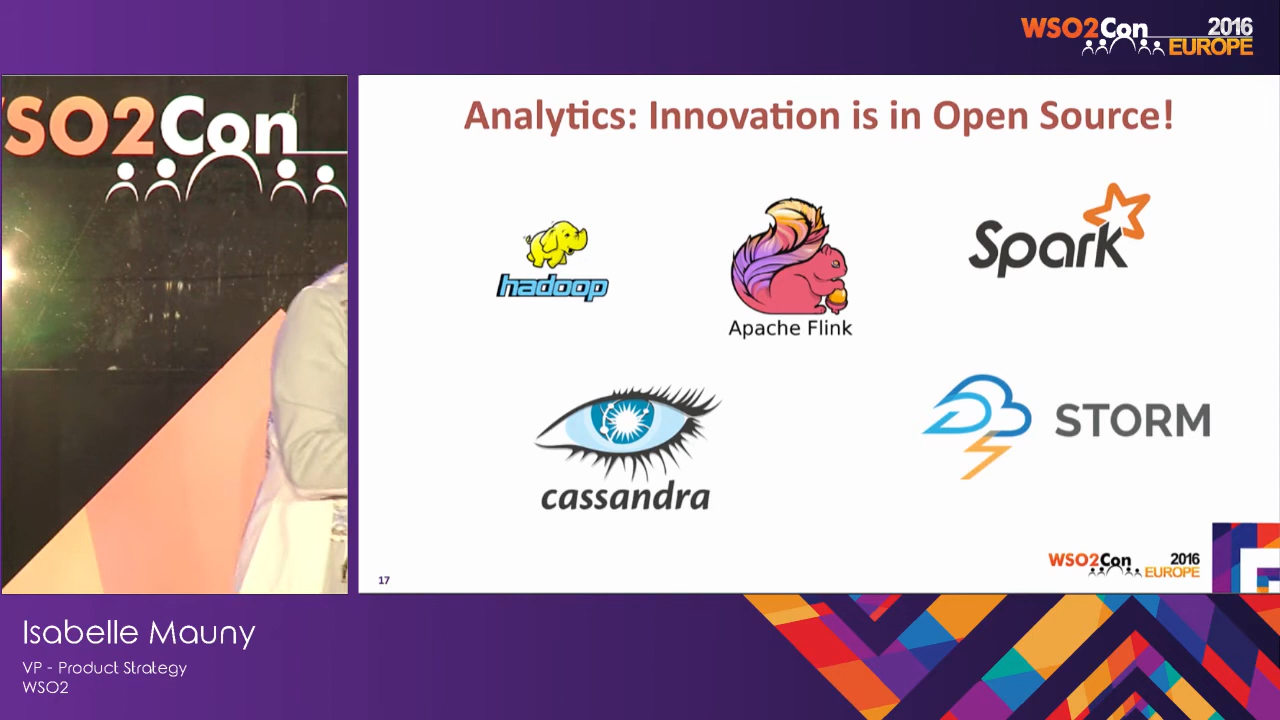 WSO2Con 2016
EUROPE
SO2Con
Analytics: Innovation is in Open Source!
hadoop
Apache Flink
Spark
cassandra
STORM
17
WSO2Con 2016
EUROPE
Isabelle Mauny
VP - Product Strategy
WSO2